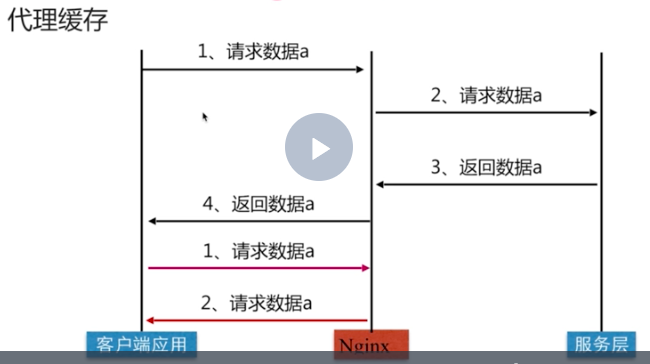 代理缓存
1、请求数据a
2、请求数据a
3、返回数据a
4、返回数据a
1、请求数据a
2、请求数据a
客户端应用
Nginx
服务层